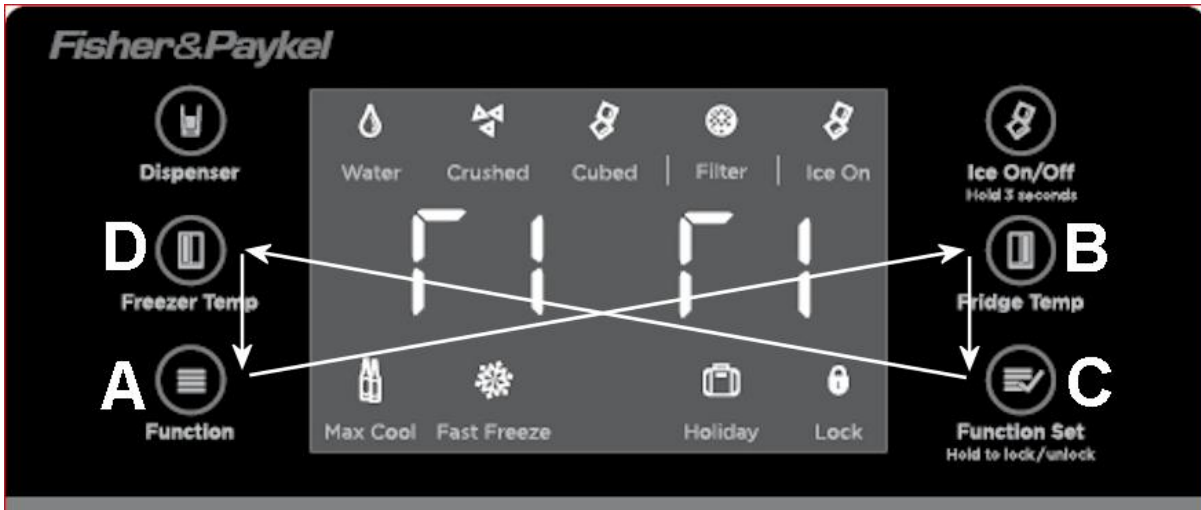 Fisher&Paykel
Dispenser
Water Crushed Cubed Filter Ice On
Ice On/Off
Hold 3 seconds
D
B
Freezer Temp
Fridge Temp
A
C
Function
Max Cool Fast Freeze Holiday Lock
Function Set
Hold to lock/unlock